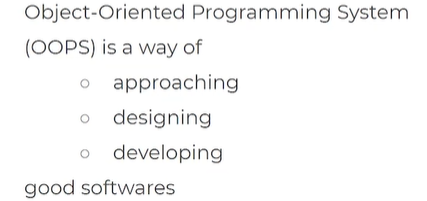 Object-Oriented Programming System
(OOPS) is a way of
○ approaching
○ designing
○ developing
good softwares